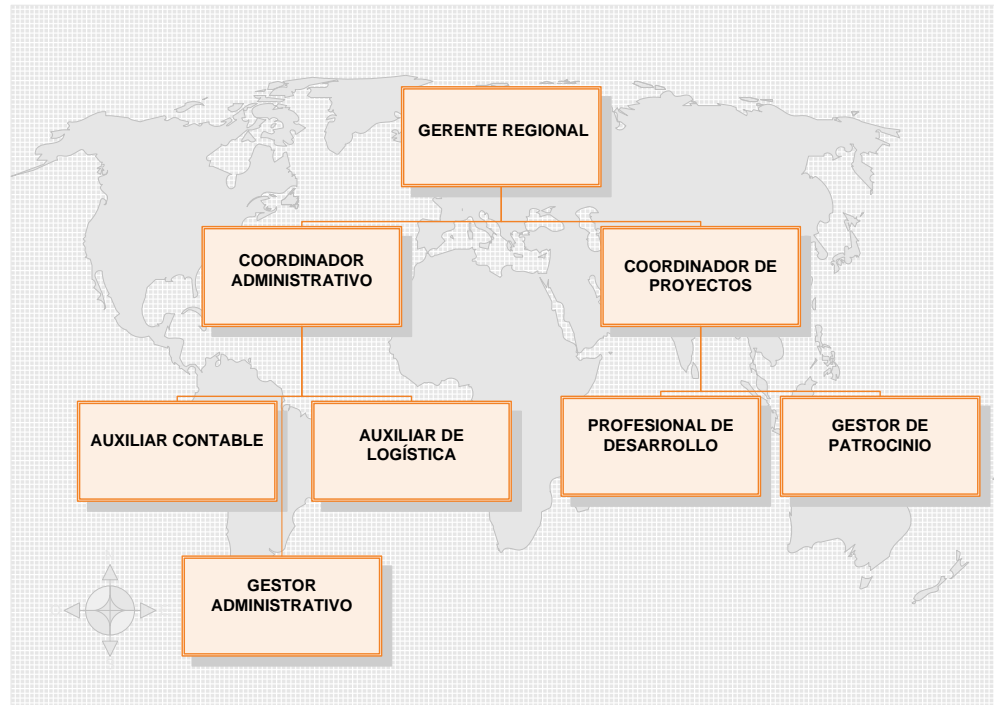 GERENTE REGIONAL
COORDINADOR
ADMINISTRATIVO
COORDINADOR DE
PROYECTOS
AUXILIAR CONTABLE
AUXILIAR DE
LOGÍSTICA
PROFESIONAL DE
DESARROLLO
GESTOR DE
PATROCINIO
GESTOR
ADMINISTRATIVO